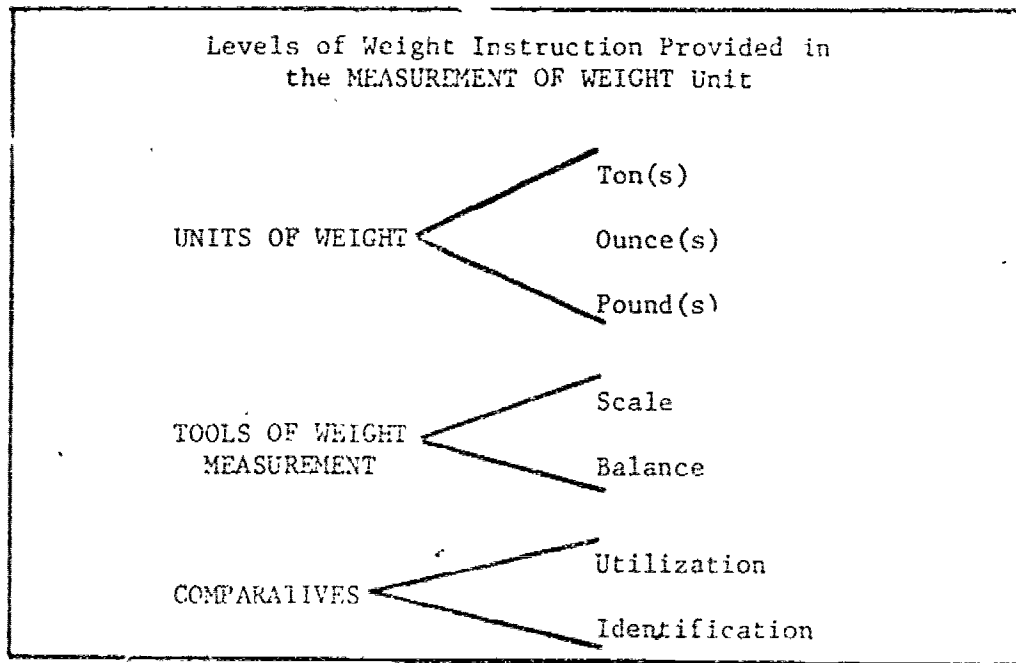 Levels of Weight Instruction Provided in
the MEASUREMENT OF WEIGHT Unit
UNITS OF WEIGHT
Ton(s)
Ounce(s)
Pound(s)
TOOLS OF WEIGHT
MEASUREMENT
Scale
Balance
COMPARATIVES
Utilization
Identification